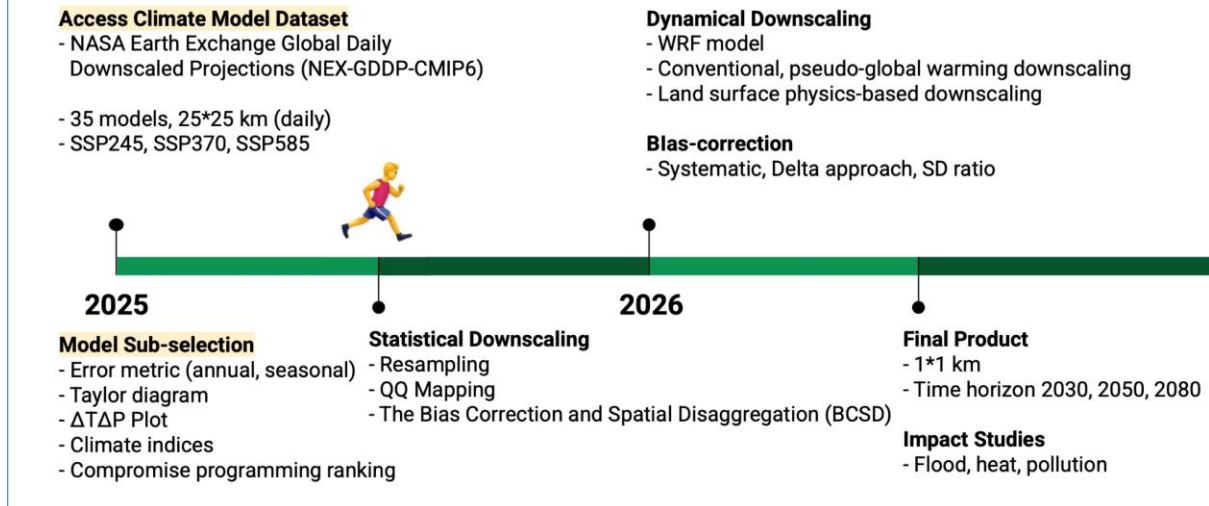 Access Climate Model Dataset
- NASA Earth Exchange Global Daily
Downscaled Projections (NEX-GDDP-CMIP6)
- 35 models, 25*25 km (daily)
- SSP245, SSP370, SSP585
Dynamical Downscaling
- WRF model
- Conventional, pseudo-global warming downscaling
- Land surface physics-based downscaling
BIas-correction
- Systematic, Delta approach, SD ratio
2025
2026
Model Sub-selection
- Error metric (annual, seasonal)
- Taylor diagram
- ΔTΔP Plot
- Climate indices
- Compromise programming ranking
Statistical Downscaling
- Resampling
- QQ Mapping
- The Bias Correction and Spatial Disaggregation (BCSD)
Final Product
- 1*1 km
- Time horizon 2030, 2050, 2080
Impact Studies
- Flood, heat, pollution